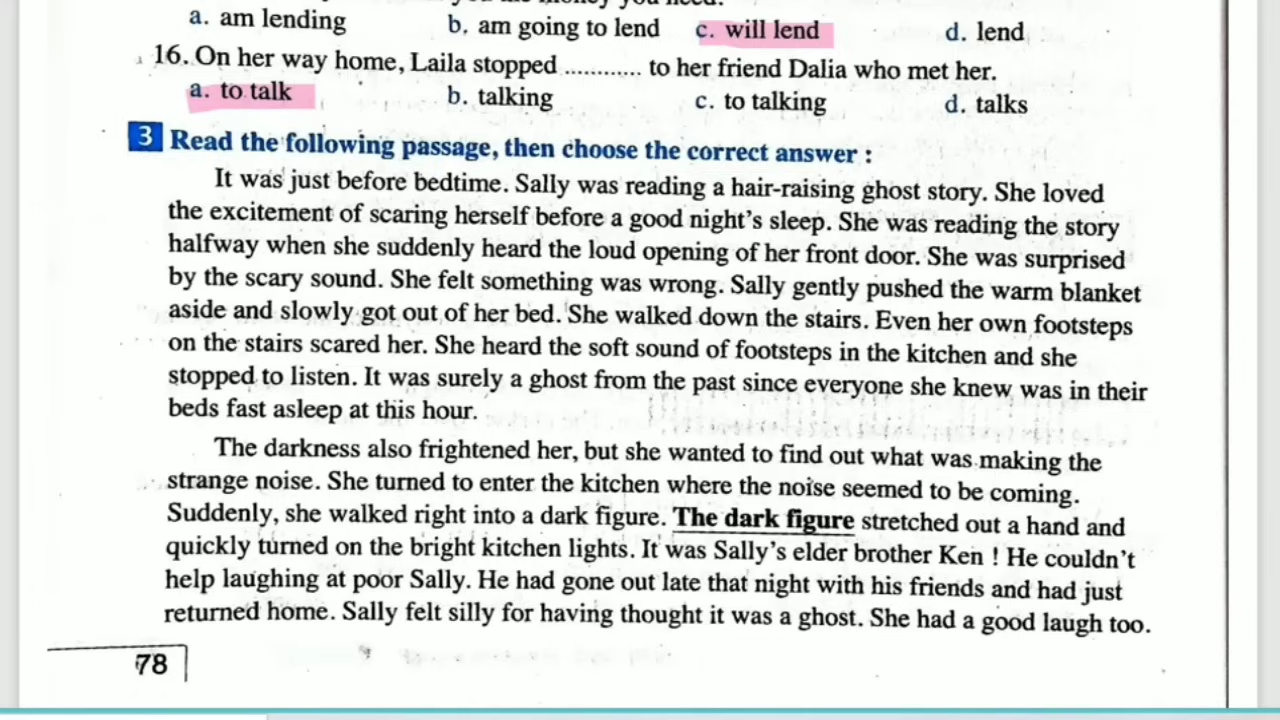 money you need.
a. am lending b. am going to lend c. will lend d. lend
16. On her way home, Laila stopped ............ to her friend Dalia who met her.
a. to talk b. talking c. to talking d. talks
3 Read the following passage, then choose the correct answer :
It was just before bedtime. Sally was reading a hair-raising ghost story. She loved
the excitement of scaring herself before a good night's sleep. She was reading the story
halfway when she suddenly heard the loud opening of her front door. She was surprised
by the scary sound. She felt something was wrong. Sally gently pushed the warm blanket
aside and slowly got out of her bed. She walked down the stairs. Even her own footsteps
on the stairs scared her. She heard the soft sound of footsteps in the kitchen and she
stopped to listen. It was surely a ghost from the past since everyone she knew was in their
beds fast asleep at this hour.
The darkness also frightened her, but she wanted to find out what was making the
strange noise. She turned to enter the kitchen where the noise seemed to be coming.
Suddenly, she walked right into a dark figure. The dark figure stretched out a hand and
quickly turned on the bright kitchen lights. It was Sally's elder brother Ken ! He couldn't
help laughing at poor Sally. He had gone out late that night with his friends and had just
returned home. Sally felt silly for having thought it was a ghost. She had a good laugh too.
78